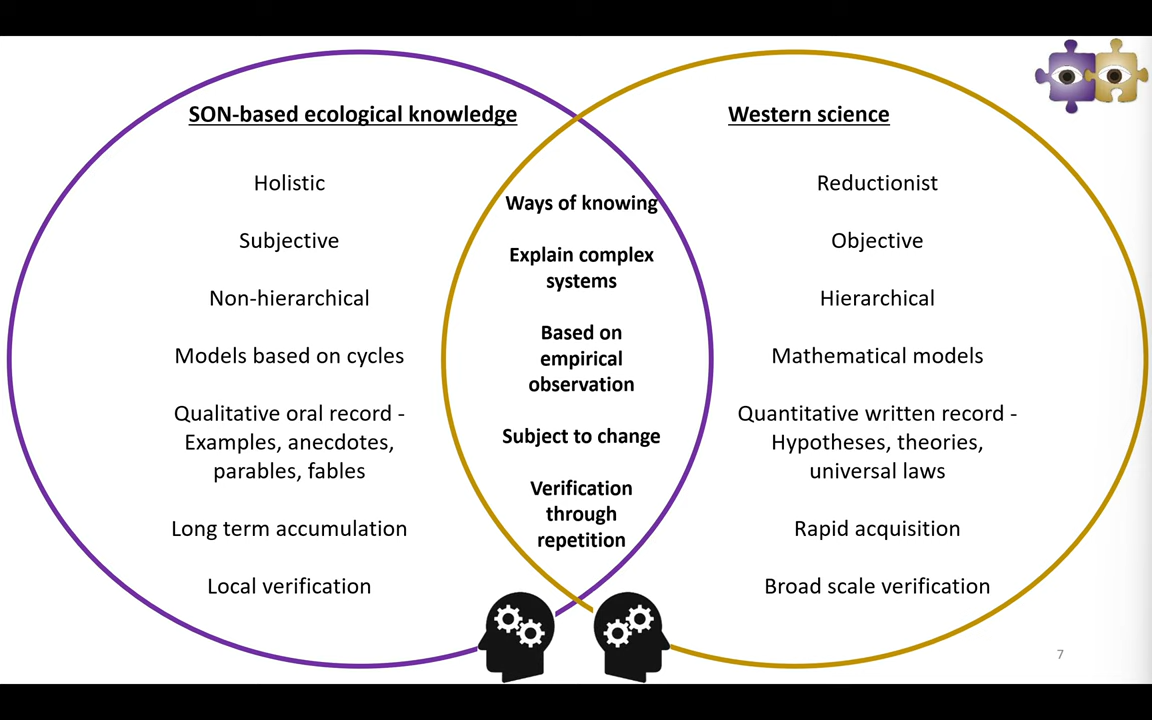 SON-based ecological knowledge
Holistic
Subjective
Non-hierarchical
Models based on cycles
Qualitative oral record -
Examples, anecdotes,
parables, fables
Long term accumulation
Local verification
Ways of knowing
Explain complex
systems
Based on
empirical
observation
Subject to change
Verification
through
repetition
Western science
Reductionist
Objective
Hierarchical
Mathematical models
Quantitative written record -
Hypotheses, theories,
universal laws
Rapid acquisition
Broad scale verification
7